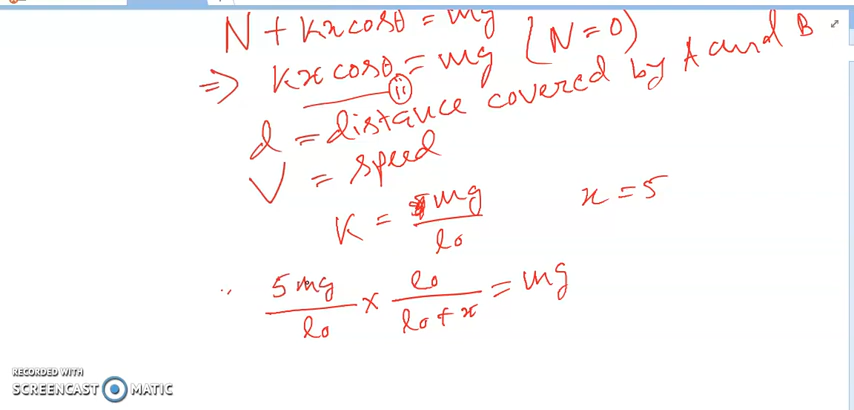 N + Kx cosθ = mg
⇒ Kx cosθ = mg (N = 0)
ii
d = distance covered by A and B
V = speed
K = mg / l₀ x = 5
∴ 5mg / l₀ × l₀ / l₀ + x = mg
RECORDED WITH
SCREENCAST O MATIC